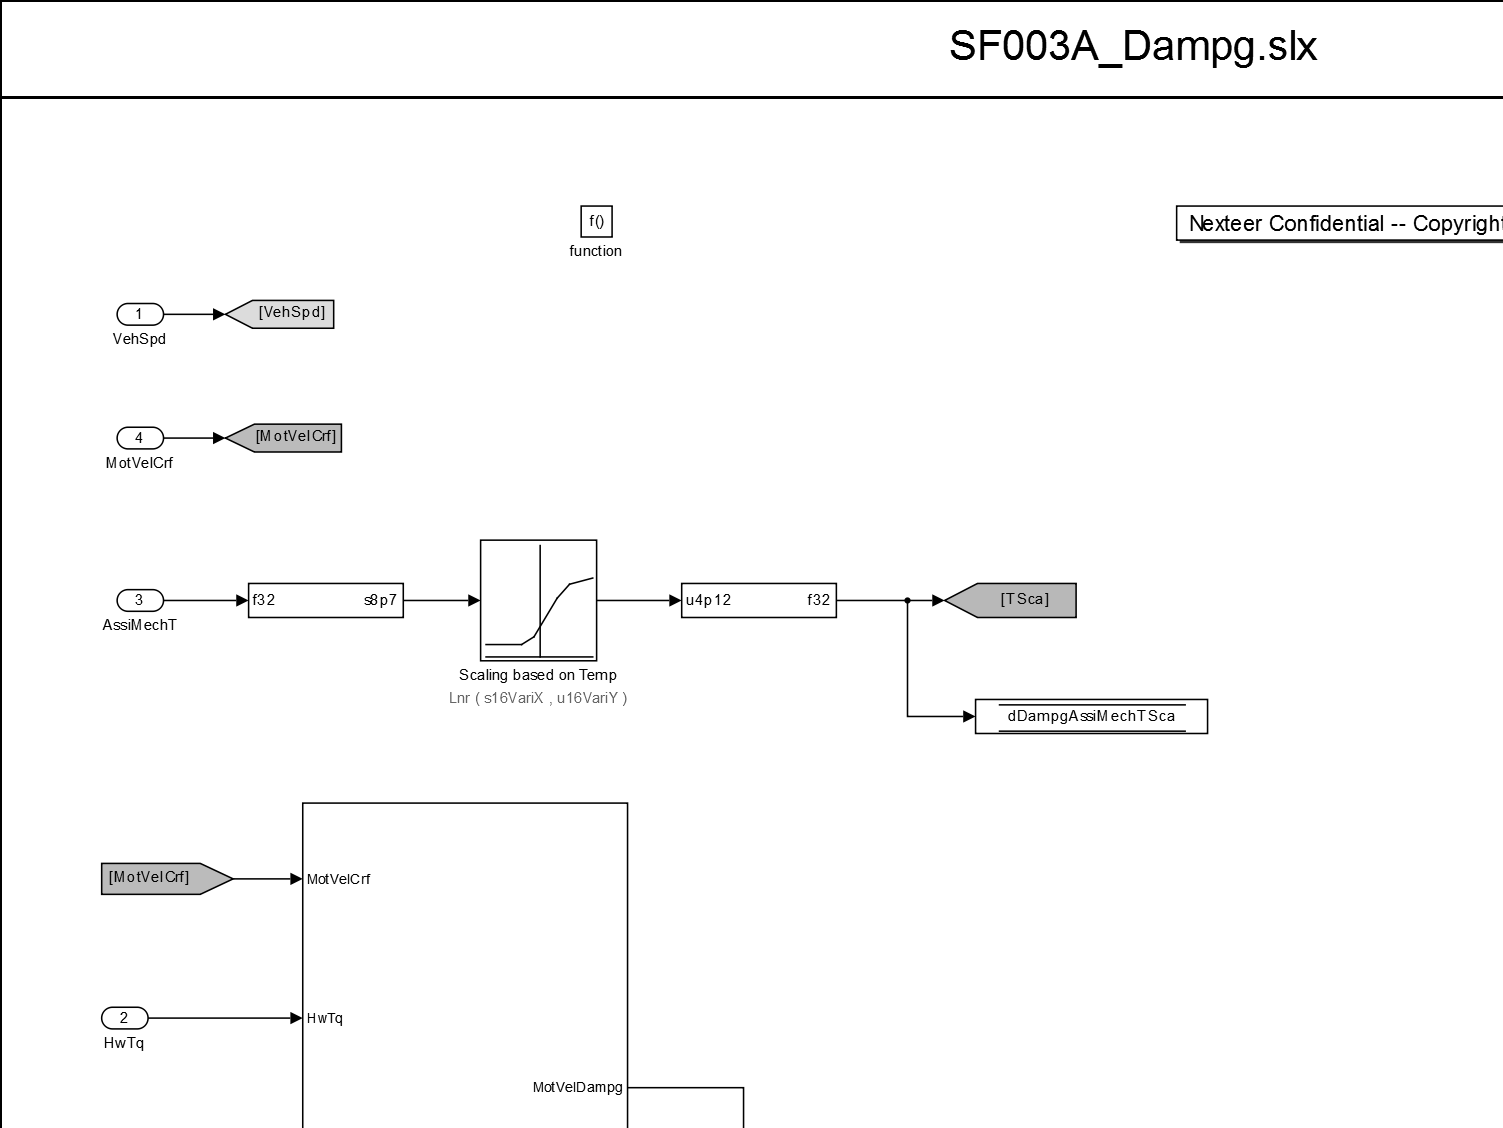 SF003A_Dampg.slx
f()
function
Nexteer Confidential -- Copyright
1
[VehSpd]
VehSpd
4
[MotVelCrf]
MotVelCrf
3
f32 s8p7
u4p12 f32
[TSca]
AssiMechT
Scaling based on Temp
Lnr ( s16VariX , u16VariY )
dDampgAssiMechTSca
[MotVelCrf]
MotVelCrf
2
HwTq
HwTq
MotVelDampg